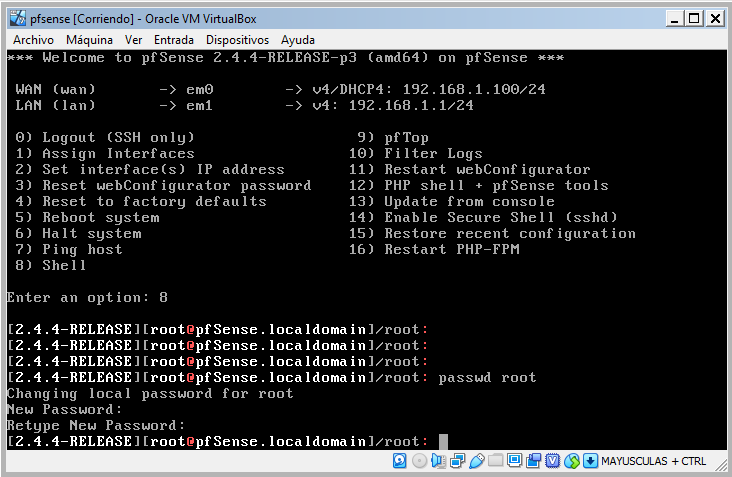 pfsense [Corriendo] - Oracle VM VirtualBox
Archivo Máquina Ver Entrada Dispositivos Ayuda
*** Welcome to pfSense 2.4.4-RELEASE-p3 (amd64) on pfSense ***
WAN (wan) -> em0 -> v4/DHCP4: 192.168.1.100/24
LAN (lan) -> em1 -> v4: 192.168.1.1/24
0) Logout (SSH only) 9) pfTop
1) Assign Interfaces 10) Filter Logs
2) Set interface(s) IP address 11) Restart webConfigurator
3) Reset webConfigurator password 12) PHP shell + pfSense tools
4) Reset to factory defaults 13) Update from console
5) Reboot system 14) Enable Secure Shell (sshd)
6) Halt system 15) Restore recent configuration
7) Ping host 16) Restart PHP-FPM
8) Shell
Enter an option: 8
[2.4.4-RELEASE][root@pfSense.localdomain]/root:
[2.4.4-RELEASE][root@pfSense.localdomain]/root:
[2.4.4-RELEASE][root@pfSense.localdomain]/root:
[2.4.4-RELEASE][root@pfSense.localdomain]/root: passwd root
Changing local password for root
New Password:
Retype New Password:
[2.4.4-RELEASE][root@pfSense.localdomain]/root:
MAYUSCULAS + CTRL